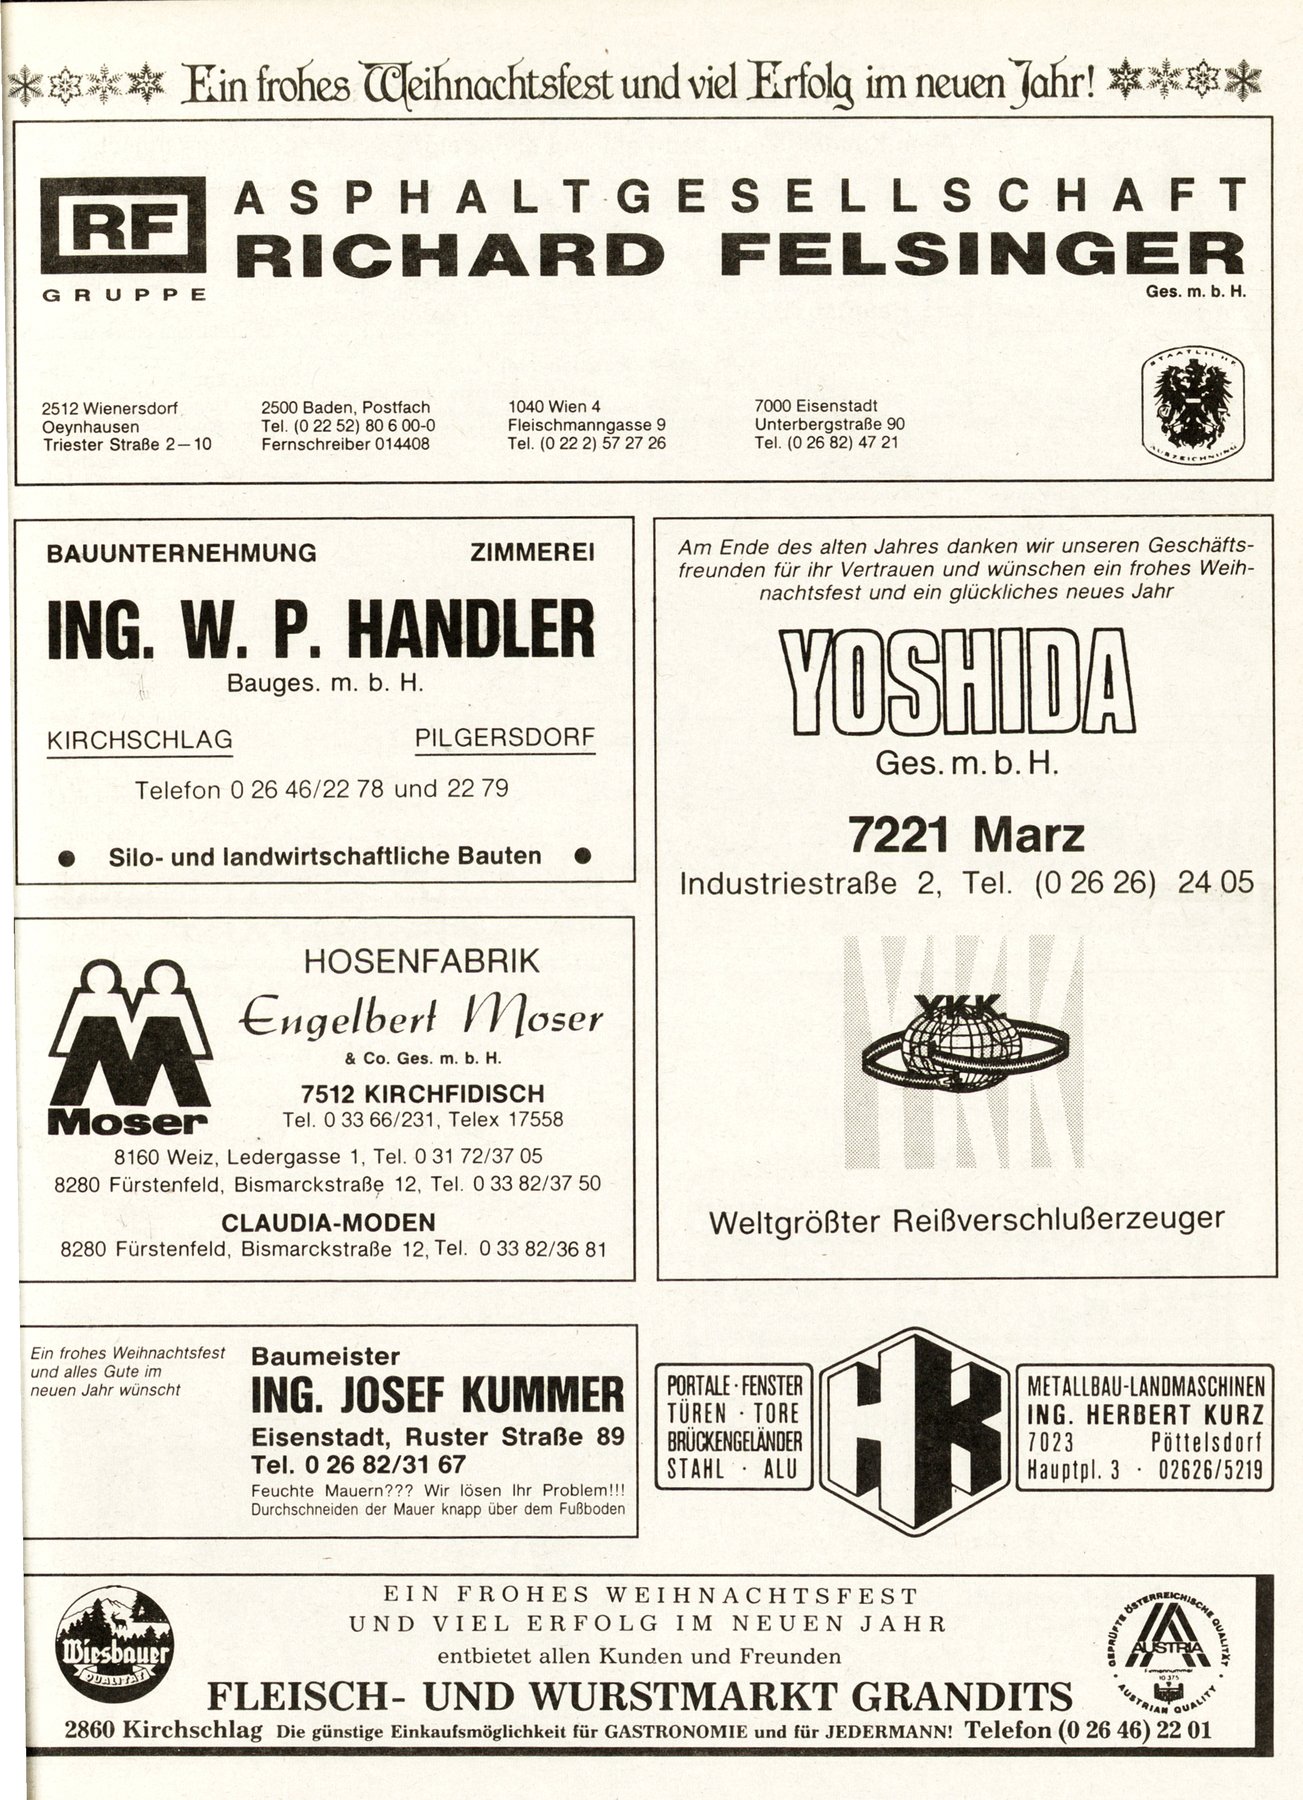 Ein frohes Weihnachtsfest und viel Erfolg im neuen Jahr!
RF
GRUPPE
ASPHALTGESELLSCHAFT
RICHARD FELSINGER
Ges. m. b. H.
2512 Wienersdorf
Oeynhausen
Triester Straße 2–10
2500 Baden, Postfach
Tel. (0 22 52) 80 6 00-0
Fernschreiber 014408
1040 Wien 4
Fleischmanngasse 9
Tel. (0 22 2) 57 27 26
7000 Eisenstadt
Unterbergstraße 90
Tel. (0 26 82) 47 21
STAATLICHE
AUSZEICHNUNG
BAUUNTERNEHMUNG ZIMMEREI
ING. W. P. HANDLER
Bauges. m. b. H.
KIRCHSCHLAG PILGERSDORF
Telefon 0 26 46/22 78 und 22 79
● Silo- und landwirtschaftliche Bauten ●
Am Ende des alten Jahres danken wir unseren Geschäfts-
freunden für ihr Vertrauen und wünschen ein frohes Weih-
nachtsfest und ein glückliches neues Jahr
YOSHIDA
Ges. m. b. H.
7221 Marz
Industriestraße 2, Tel. (0 26 26) 24 05
YKK
YKK
Weltgrößter Reißverschlußerzeuger
Moser
HOSENFABRIK
Engelbert Moser
& Co. Ges. m. b. H.
7512 KIRCHFIDISCH
Tel. 0 33 66/231, Telex 17558
8160 Weiz, Ledergasse 1, Tel. 0 31 72/37 05
8280 Fürstenfeld, Bismarckstraße 12, Tel. 0 33 82/37 50
CLAUDIA-MODEN
8280 Fürstenfeld, Bismarckstraße 12, Tel. 0 33 82/36 81
Ein frohes Weihnachtsfest
und alles Gute im
neuen Jahr wünscht
Baumeister
ING. JOSEF KUMMER
Eisenstadt, Ruster Straße 89
Tel. 0 26 82/31 67
Feuchte Mauern??? Wir lösen Ihr Problem!!!
Durchschneiden der Mauer knapp über dem Fußboden
PORTALE · FENSTER
TÜREN · TORE
BRÜCKENGELÄNDER
STAHL · ALU
HK
METALLBAU-LANDMASCHINEN
ING. HERBERT KURZ
7023 Pöttelsdorf
Hauptpl. 3 · 02626/5219
Wiesbauer
QUALITÄT
EIN FROHES WEIHNACHTSFEST
UND VIEL ERFOLG IM NEUEN JAHR
entbietet allen Kunden und Freunden
FLEISCH- UND WURSTMARKT GRANDITS
2860 Kirchschlag Die günstige Einkaufsmöglichkeit für GASTRONOMIE und für JEDERMANN! Telefon (0 26 46) 22 01
GEPRÜFTE ÖSTERREICHISCHE QUALITÄT
AUSTRIA
Firmennummer
10 375
AUSTRIAN QUALITY